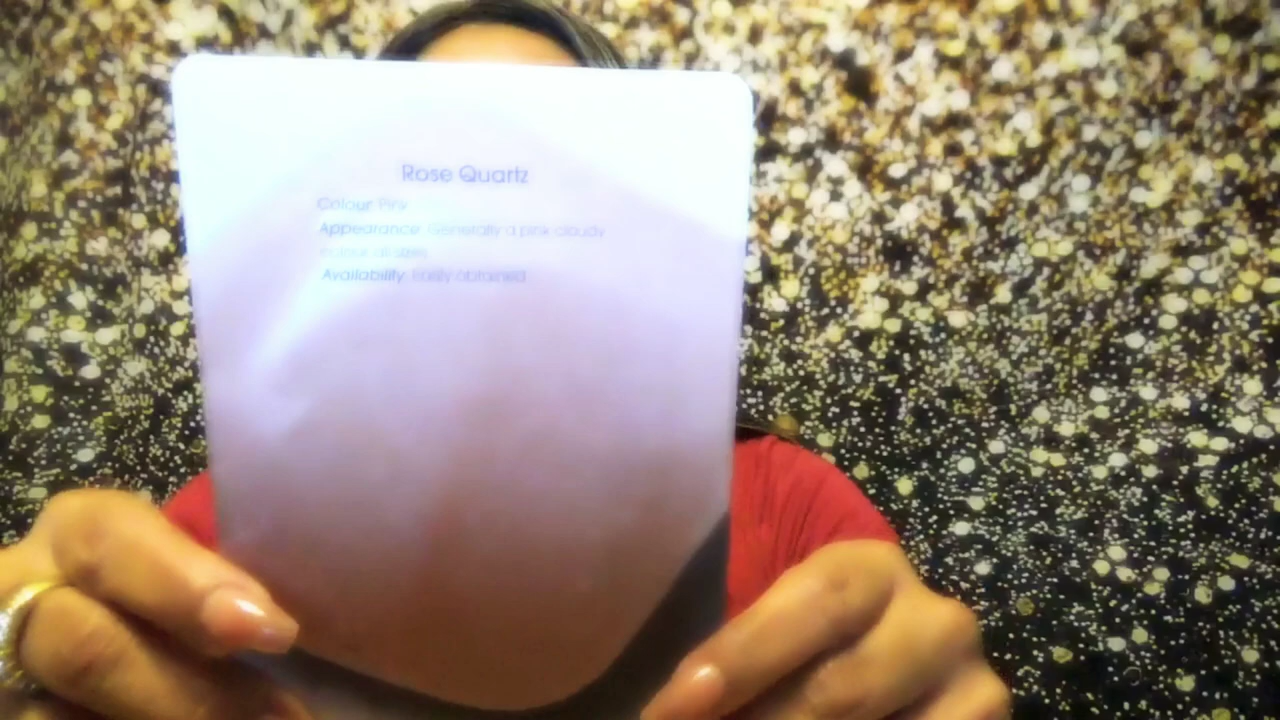 Rose Quartz
Colour: Pink
Appearance: Generally a pink cloudy
colour all sizes
Availability: Easily obtained